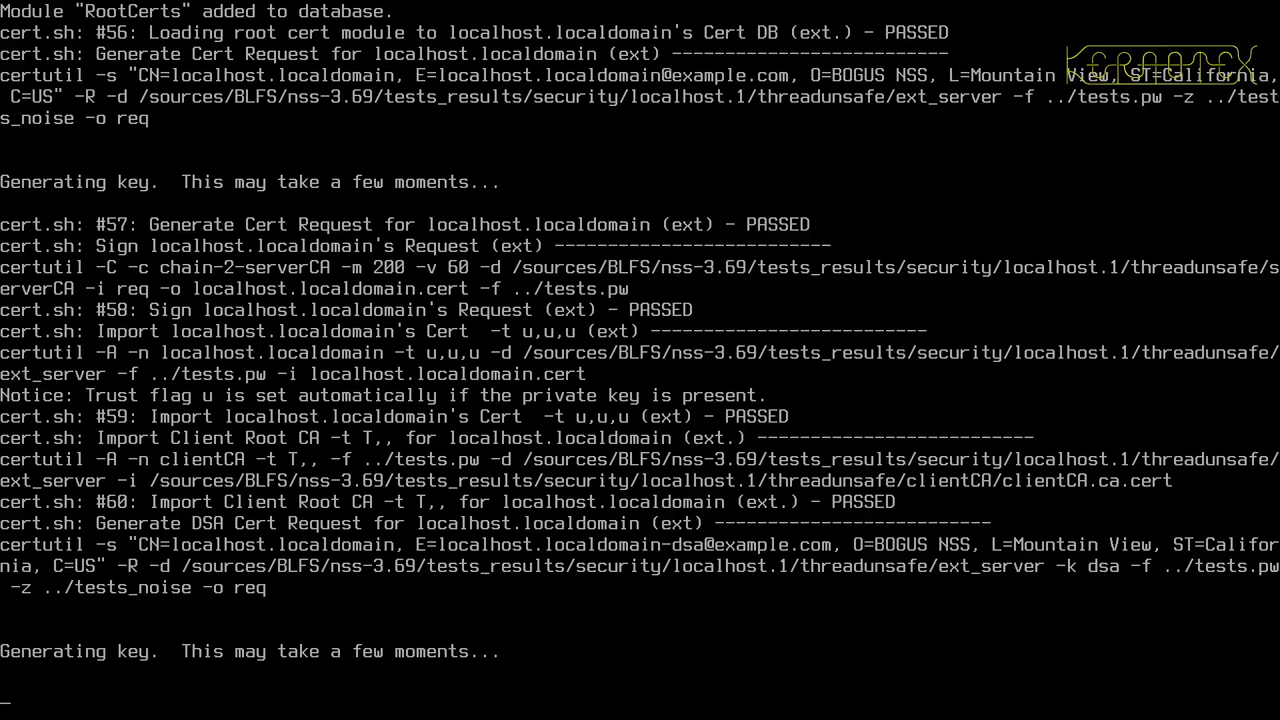 Module "RootCerts" added to database.
cert.sh: #56: Loading root cert module to localhost.localdomain's Cert DB (ext.) - PASSED
cert.sh: Generate Cert Request for localhost.localdomain (ext) --------------------------
certutil -s "CN=localhost.localdomain, E=localhost.localdomain@example.com, O=BOGUS NSS, L=Mountain View, ST=California,
 C=US" -R -d /sources/BLFS/nss-3.69/tests_results/security/localhost.1/threadunsafe/ext_server -f ../tests.pw -z ../test
s_noise -o req
Generating key.  This may take a few moments...
cert.sh: #57: Generate Cert Request for localhost.localdomain (ext) - PASSED
cert.sh: Sign localhost.localdomain's Request (ext) --------------------------
certutil -C -c chain-2-serverCA -m 200 -v 60 -d /sources/BLFS/nss-3.69/tests_results/security/localhost.1/threadunsafe/s
erverCA -i req -o localhost.localdomain.cert -f ../tests.pw
cert.sh: #58: Sign localhost.localdomain's Request (ext) - PASSED
cert.sh: Import localhost.localdomain's Cert  -t u,u,u (ext) --------------------------
certutil -A -n localhost.localdomain -t u,u,u -d /sources/BLFS/nss-3.69/tests_results/security/localhost.1/threadunsafe/
ext_server -f ../tests.pw -i localhost.localdomain.cert
Notice: Trust flag u is set automatically if the private key is present.
cert.sh: #59: Import localhost.localdomain's Cert  -t u,u,u (ext) - PASSED
cert.sh: Import Client Root CA -t T,, for localhost.localdomain (ext.) --------------------------
certutil -A -n clientCA -t T,, -f ../tests.pw -d /sources/BLFS/nss-3.69/tests_results/security/localhost.1/threadunsafe/
ext_server -i /sources/BLFS/nss-3.69/tests_results/security/localhost.1/threadunsafe/clientCA/clientCA.ca.cert
cert.sh: #60: Import Client Root CA -t T,, for localhost.localdomain (ext.) - PASSED
cert.sh: Generate DSA Cert Request for localhost.localdomain (ext) --------------------------
certutil -s "CN=localhost.localdomain, E=localhost.localdomain-dsa@example.com, O=BOGUS NSS, L=Mountain View, ST=Califor
nia, C=US" -R -d /sources/BLFS/nss-3.69/tests_results/security/localhost.1/threadunsafe/ext_server -k dsa -f ../tests.pw
 -z ../tests_noise -o req
Generating key.  This may take a few moments...